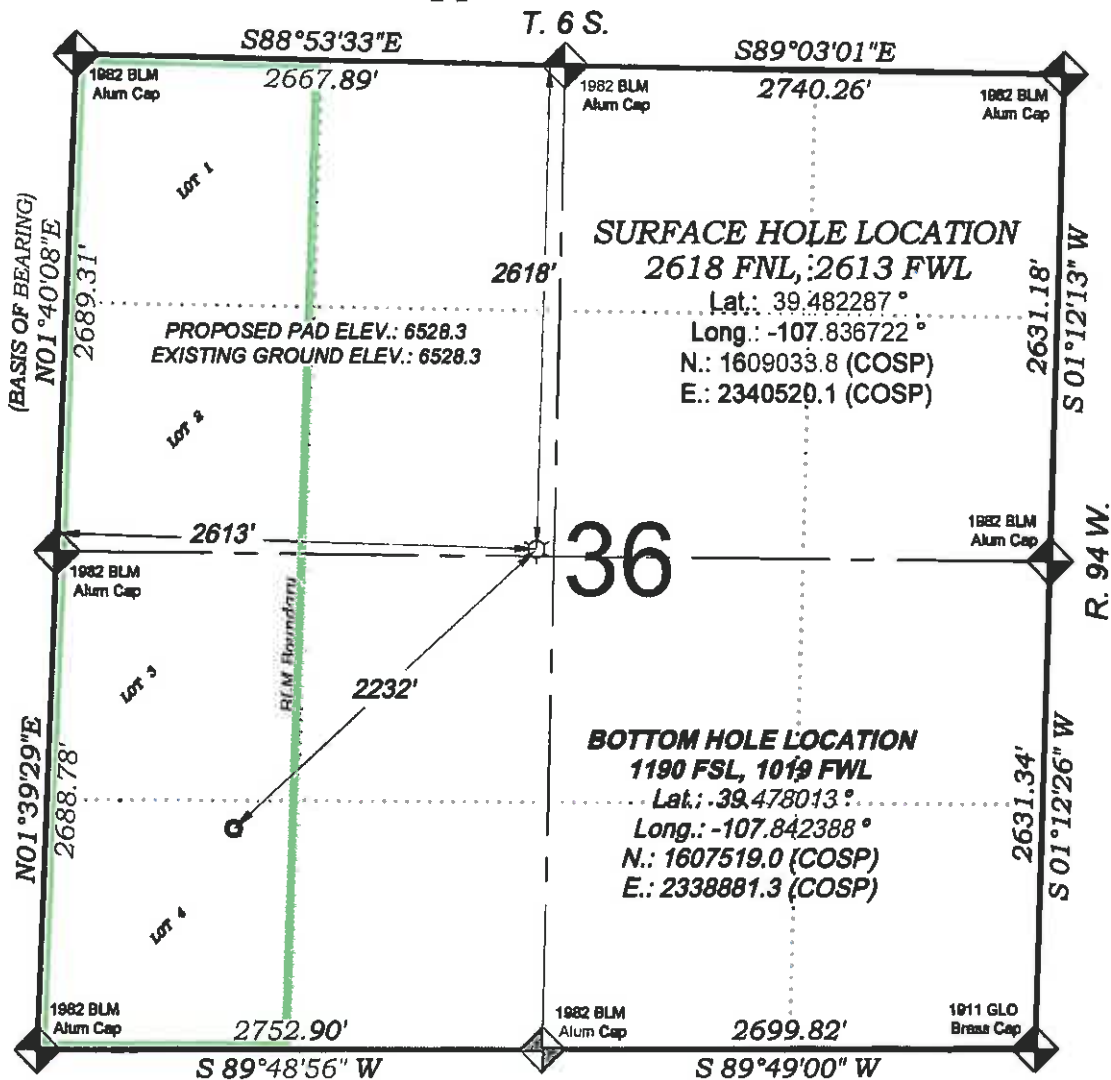 T. 6 S.
S88°53'33"E
S89°03'01"E
2667.89'
2740.26'
1982 BLM
Alum Cap
1982 BLM
Alum Cap
1982 BLM
Alum Cap
LOT 1
(BASIS OF BEARING)
N01°40'08"E
2689.31'
2618'
SURFACE HOLE LOCATION
2618 FNL, 2613 FWL
Lat.: 39.482287 °
Long.: -107.836722 °
N.: 1609033.8 (COSP)
E.: 2340520.1 (COSP)
2631.18'
S 01°12'13" W
PROPOSED PAD ELEV.: 6528.3
EXISTING GROUND ELEV.: 6528.3
LOT 2
2613'
36
1982 BLM
Alum Cap
1982 BLM
Alum Cap
R. 94 W.
BLM Boundary
LOT 3
2232'
N01°39'29"E
2688.78'
BOTTOM HOLE LOCATION
1190 FSL, 1019 FWL
Lat.: 39.478013 °
Long.: -107.842388 °
N.: 1607519.0 (COSP)
E.: 2338881.3 (COSP)
2631.34'
S 01°12'26" W
LOT 4
1982 BLM
Alum Cap
1982 BLM
Alum Cap
1911 GLO
Brass Cap
2752.90'
2699.82'
S 89°48'56" W
S 89°49'00" W